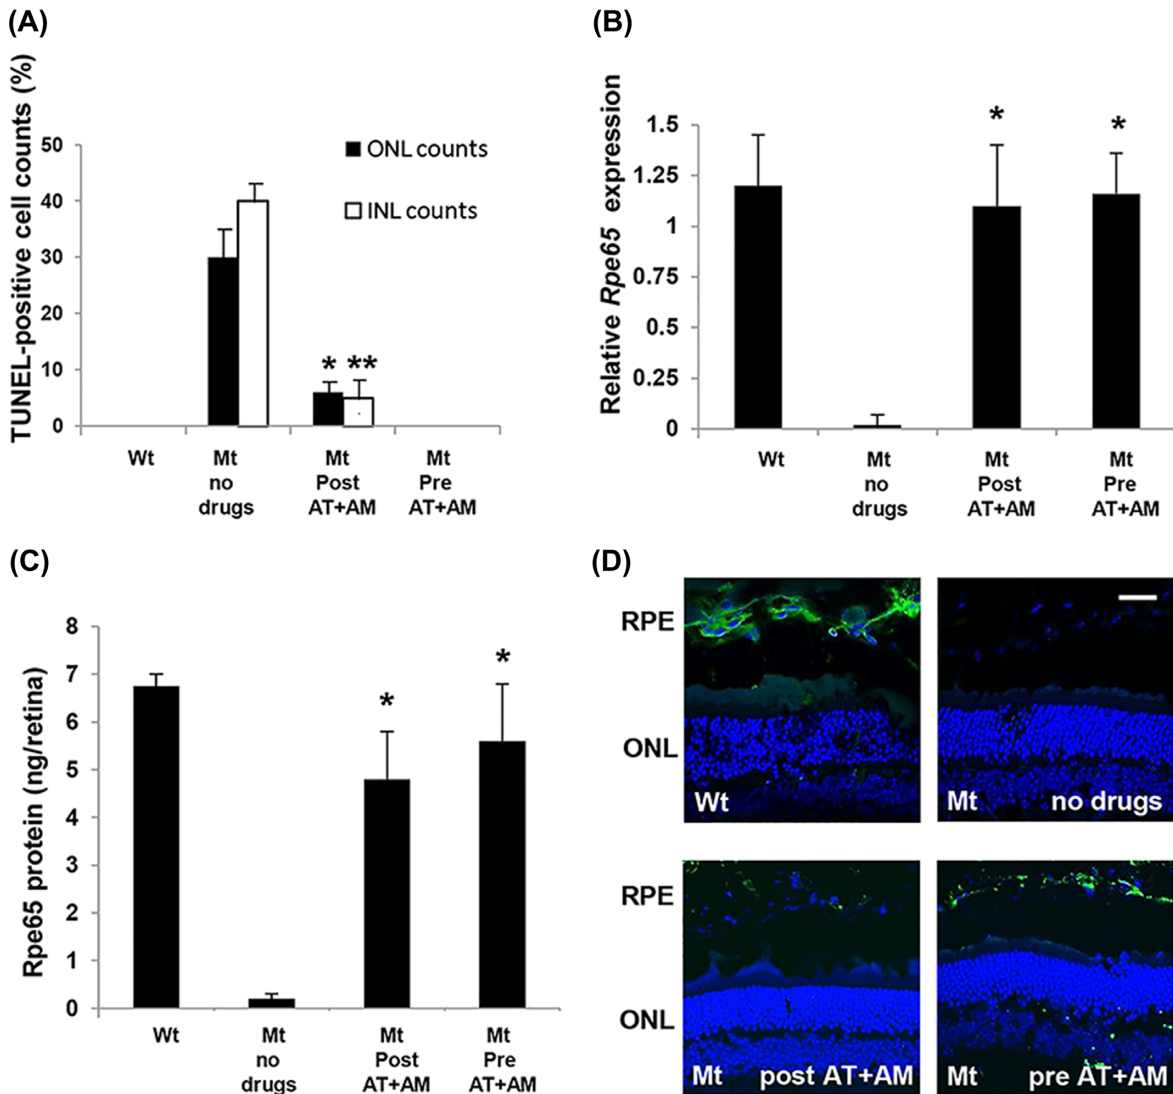 (A)
TUNEL-positive cell counts (%)
50
40
30
20
10
0
ONL counts
INL counts
* **
Wt
Mt
no
drugs
Mt
Post
AT+AM
Mt
Pre
AT+AM
(B)
Relative Rpe65 expression
1.5
1.25
1
0.75
0.5
0.25
0
*
*
Wt
Mt
no
drugs
Mt
Post
AT+AM
Mt
Pre
AT+AM
(C)
Rpe65 protein (ng/retina)
8
7
6
5
4
3
2
1
0
*
*
Wt
Mt
no
drugs
Mt
Post
AT+AM
Mt
Pre
AT+AM
(D)
RPE
ONL
Wt
Mt no drugs
RPE
ONL
Mt post AT+AM
Mt pre AT+AM